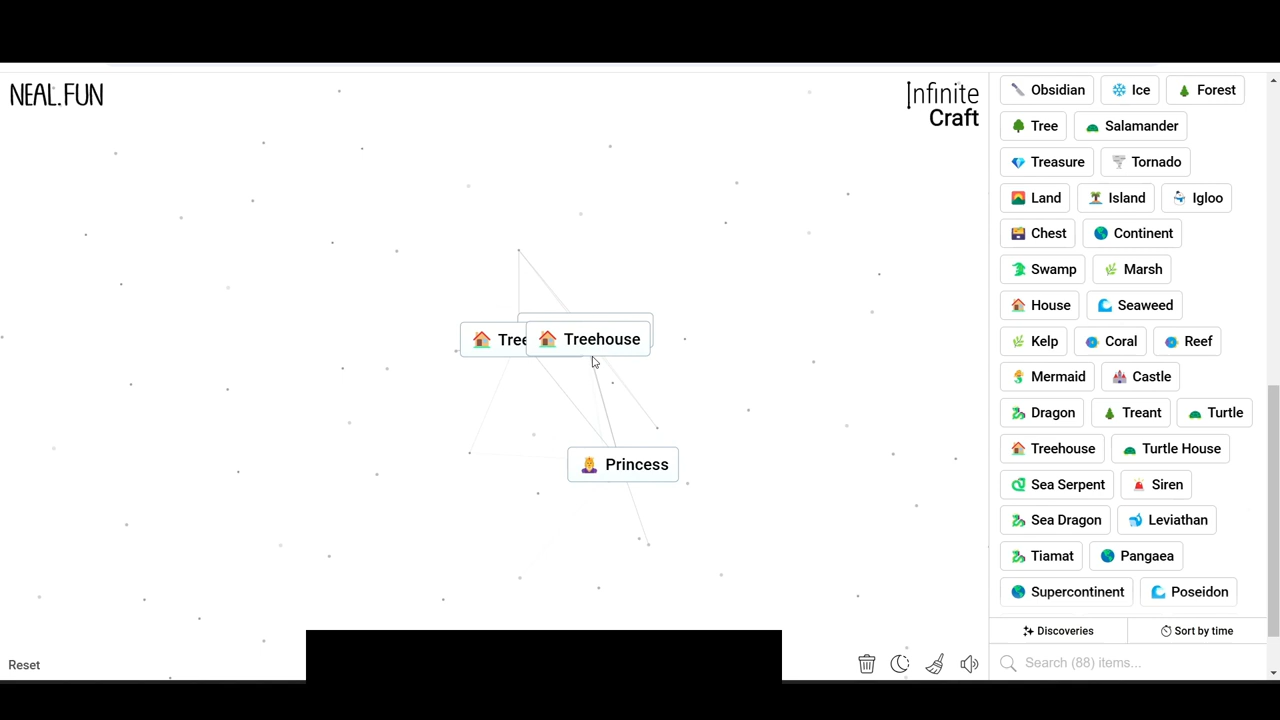 NEAL.FUN
Infinite
Craft
Obsidian Ice Forest
Tree Salamander
Treasure Tornado
Land Island Igloo
Chest Continent
Swamp Marsh
House Seaweed
Kelp Coral Reef
Mermaid Castle
Dragon Treant Turtle
Treehouse Turtle House
Sea Serpent Siren
Sea Dragon Leviathan
Tiamat Pangaea
Supercontinent Poseidon
Tree Treehouse
Princess
Discoveries Sort by time
Search (88) items...
Reset